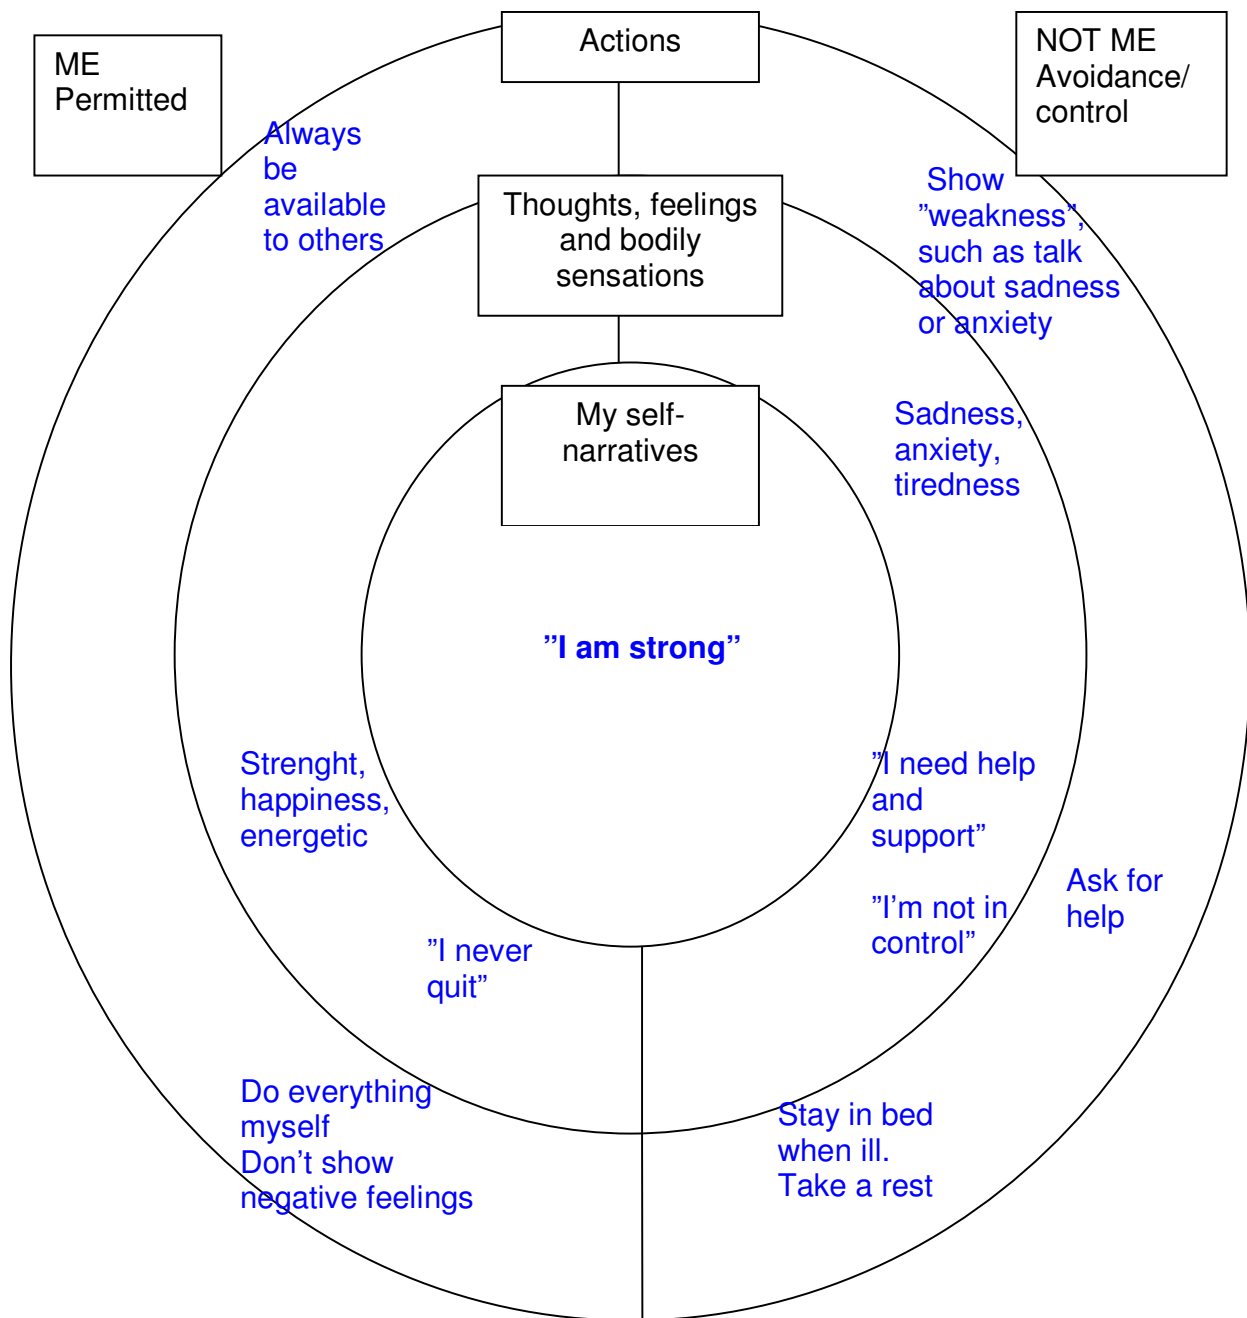 ME
Permitted
Actions
NOT ME
Avoidance/
control
Always
be
available
to others
Thoughts, feelings
and bodily
sensations
Show
”weakness”,
such as talk
about sadness
or anxiety
My self-
narratives
Sadness,
anxiety,
tiredness
”I am strong”
Strenght,
happiness,
energetic
”I need help
and
support”
”I’m not in
control”
Ask for
help
”I never
quit”
Do everything
myself
Don’t show
negative feelings
Stay in bed
when ill.
Take a rest